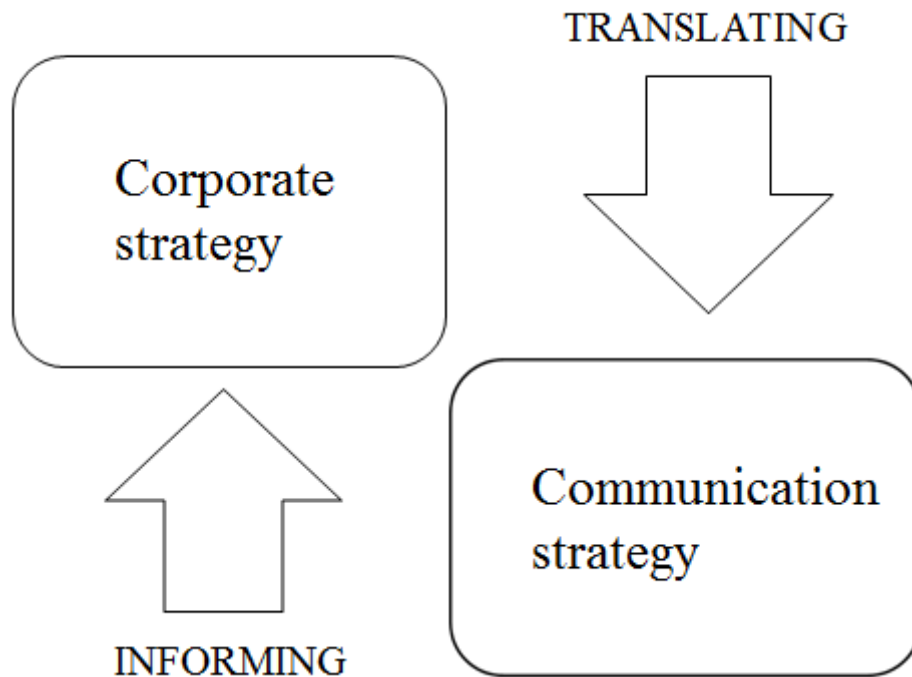 TRANSLATING
Corporate
strategy
Communication
strategy
INFORMING